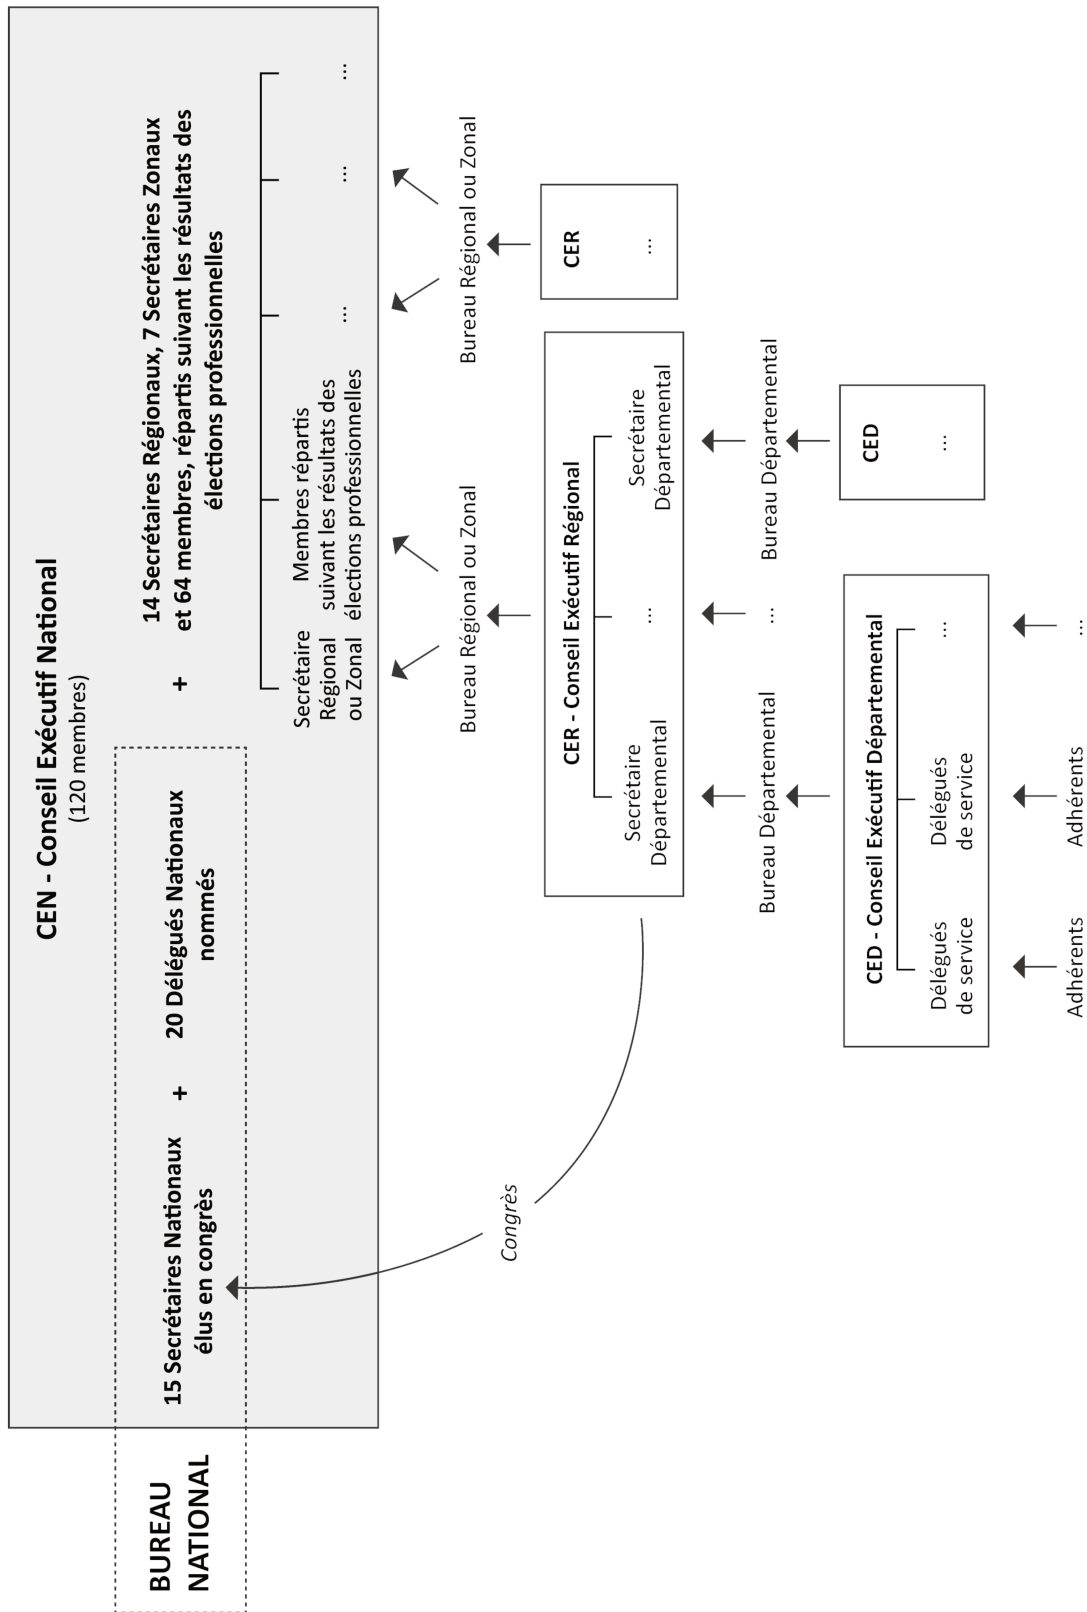 CEN - Conseil Exécutif National
(120 membres)
BUREAU
NATIONAL
15 Secrétaires Nationaux
élus en congrès
+
20 Délégués Nationaux
nommés
+
14 Secrétaires Régionaux, 7 Secrétaires Zonaux
et 64 membres, répartis suivant les résultats des
élections professionnelles
Secrétaire
Régional
ou Zonal
Membres répartis
suivant les résultats des
élections professionnelles
...
...
...
Bureau Régional ou Zonal
Bureau Régional ou Zonal
Congrès
CER - Conseil Exécutif Régional
Secrétaire
Départemental
...
Secrétaire
Départemental
CER
...
Bureau Départemental
...
Bureau Départemental
CED - Conseil Exécutif Départemental
Délégués
de service
Délégués
de service
...
CED
...
Adhérents
Adhérents
...